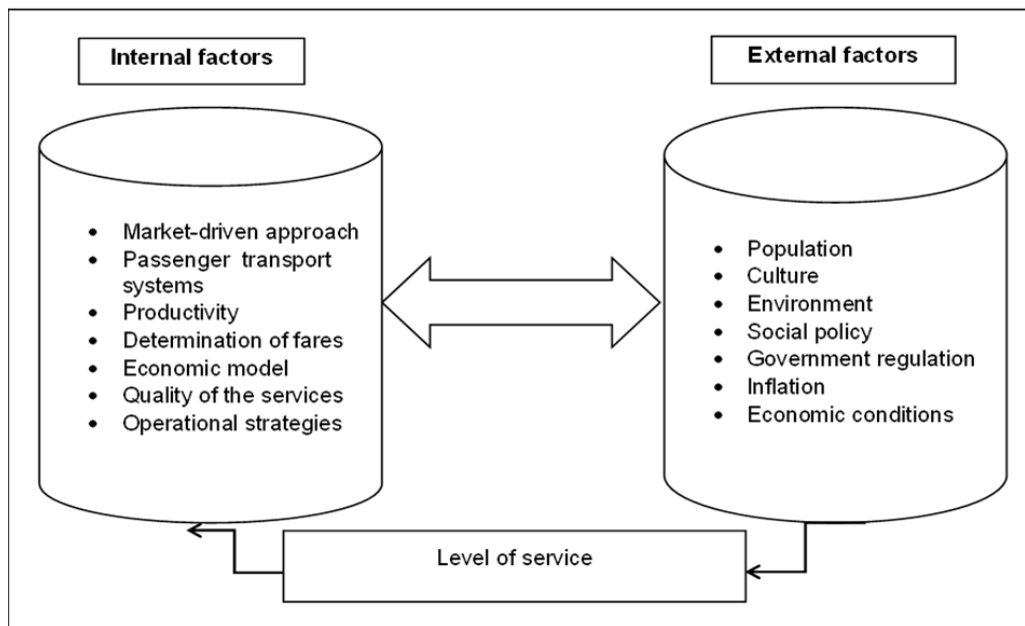 Internal factors
External factors
• Market-driven approach
• Passenger transport
systems
• Productivity
• Determination of fares
• Economic model
• Quality of the services
• Operational strategies
• Population
• Culture
• Environment
• Social policy
• Government regulation
• Inflation
• Economic conditions
Level of service